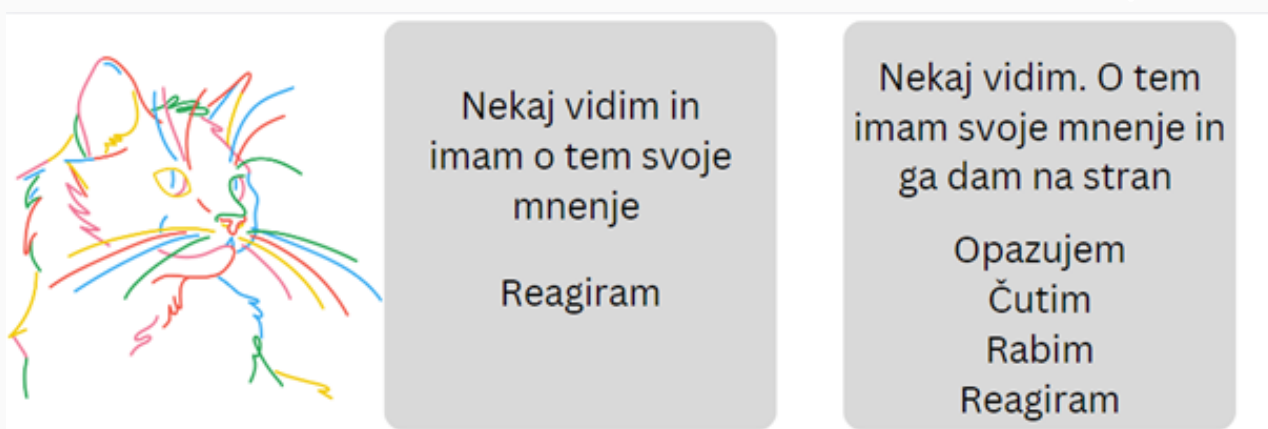 Nekaj vidim in
imam o tem svoje
mnenje
Reagiram
Nekaj vidim. O tem
imam svoje mnenje in
ga dam na stran
Opazujem
Čutim
Rabim
Reagiram